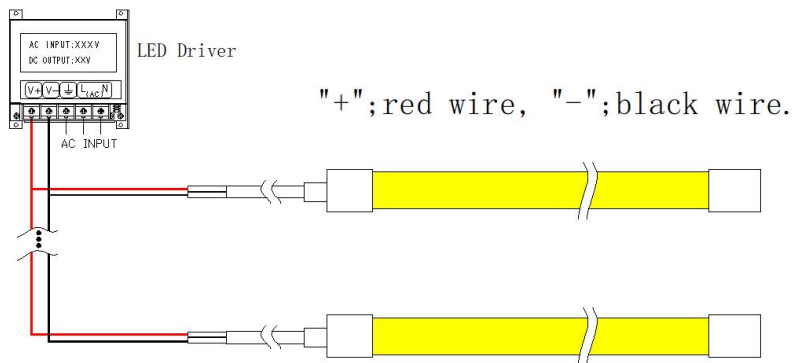 AC INPUT:XXXV
DC OUTPUT:XXV
LED Driver
V+ V- ⏚ L(AC)N
AC INPUT
"+";red wire, "-";black wire.